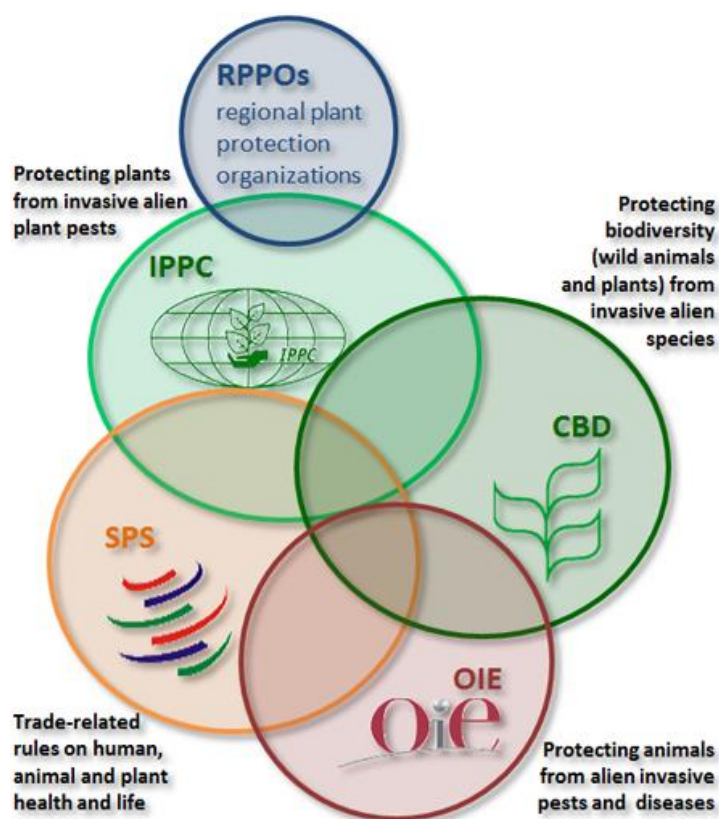 RPPOs
regional plant
protection
organizations
Protecting plants
from invasive alien
plant pests
Protecting
biodiversity
(wild animals
and plants) from
invasive alien
species
IPPC
IPPC
CBD
SPS
OIE
Oie
Trade-related
rules on human,
animal and plant
health and life
Protecting animals
from alien invasive
pests and diseases